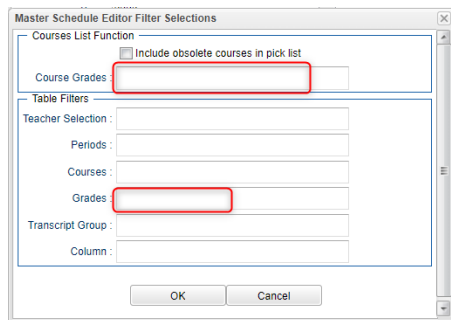 Master Schedule Editor Filter Selections
Courses List Function
Include obsolete courses in pick list
Course Grades :
Table Filters
Teacher Selection :
Periods :
Courses :
Grades :
Transcript Group :
Column :
OK Cancel